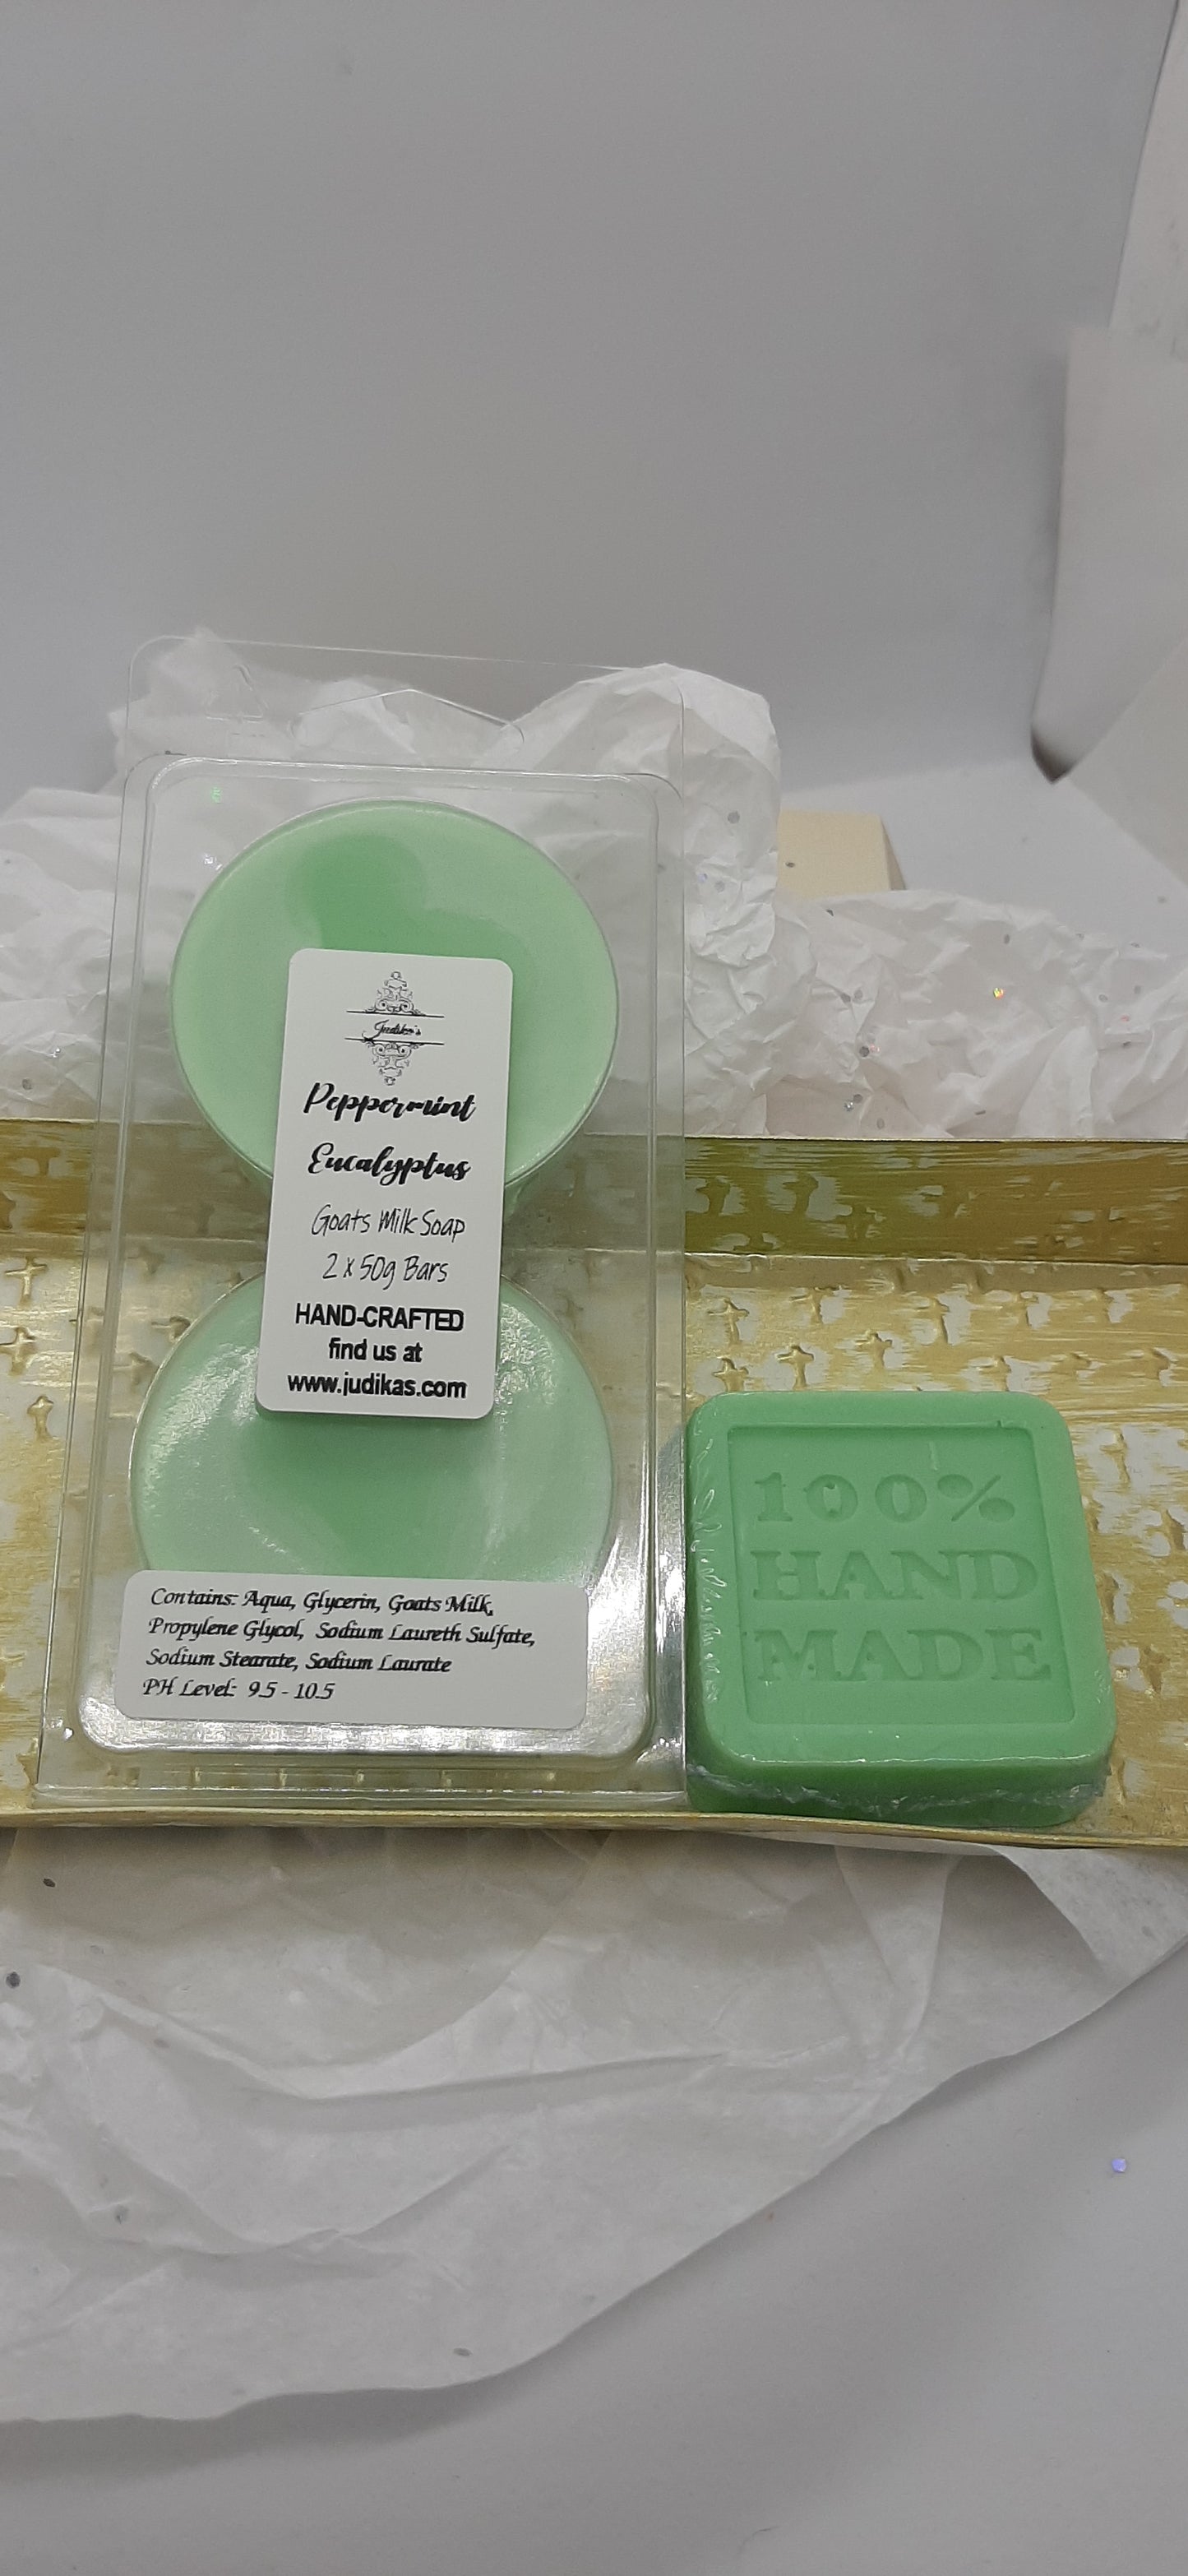 Judika's
Peppermint
Eucalyptus
Goats Milk Soap
2 x 50g Bars
HAND-CRAFTED
find us at
www.judikas.com
Contains: Aqua, Glycerin, Goats Milk,
Propylene Glycol, Sodium Laureth Sulfate,
Sodium Stearate, Sodium Laurate
PH Level: 9.5 - 10.5
100%
HAND
MADE